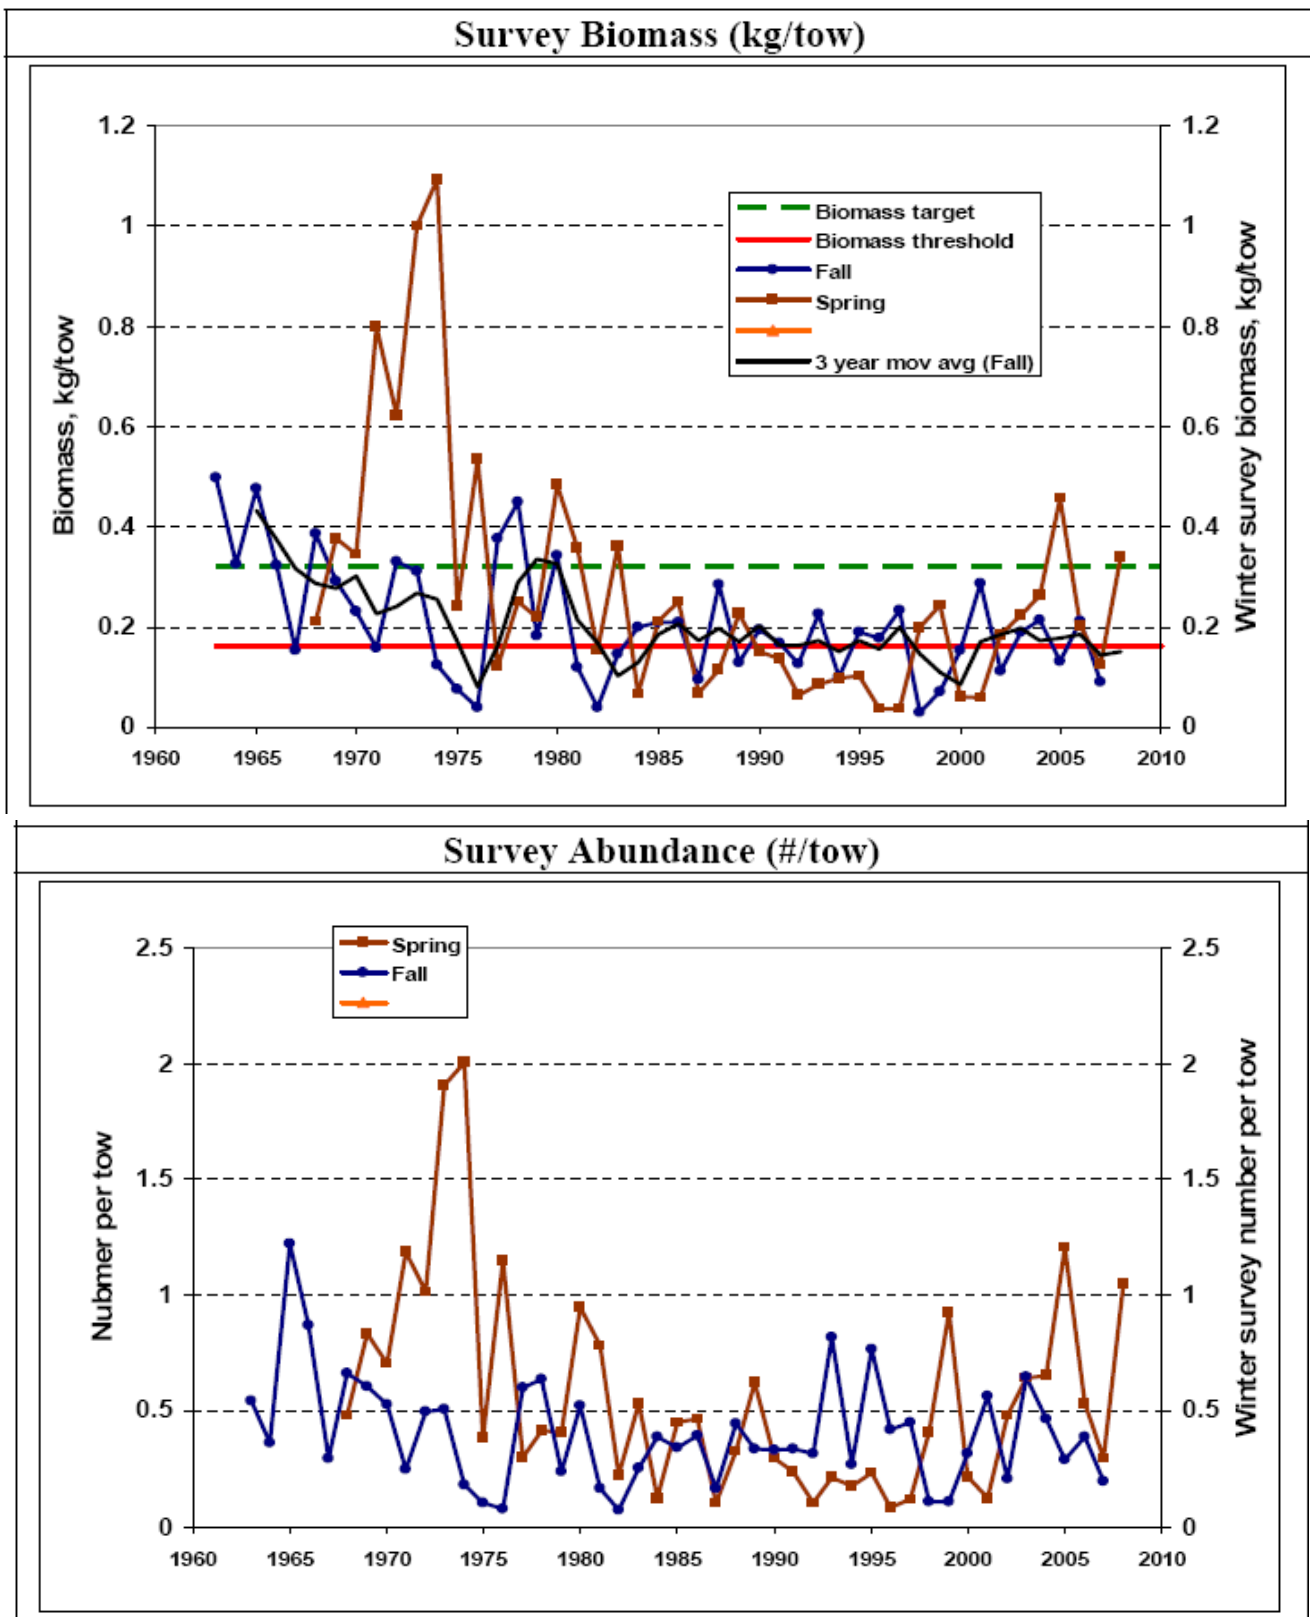 Survey Biomass (kg/tow)
1.2
1
0.8
0.6
0.4
0.2
0
Biomass, kg/tow
Biomass target
Biomass threshold
Fall
Spring
3 year mov avg (Fall)
1.2
1
0.8
0.6
0.4
0.2
0
Winter survey biomass, kg/tow
1960 1965 1970 1975 1980 1985 1990 1995 2000 2005 2010
Survey Abundance (#/tow)
Spring
Fall
2.5
2
1.5
1
0.5
0
Nubmer per tow
2.5
2
1.5
1
0.5
0
Winter survey number per tow
1960 1965 1970 1975 1980 1985 1990 1995 2000 2005 2010